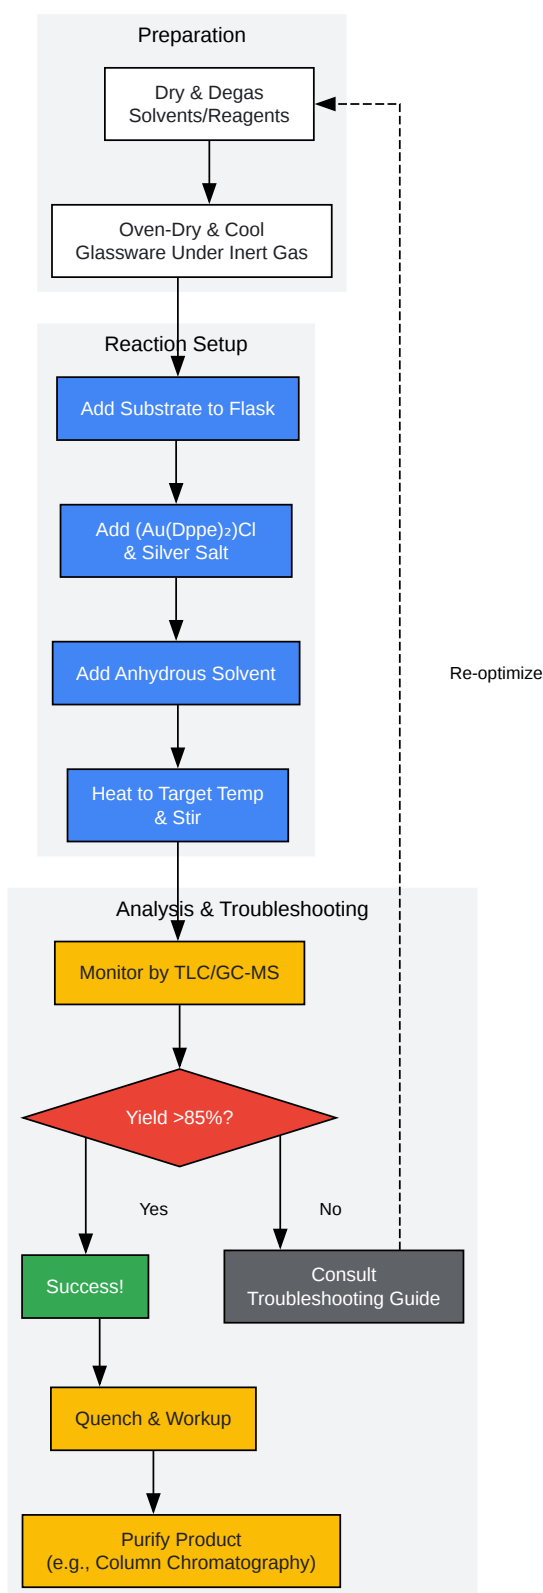 Preparation
Dry & Degas
Solvents/Reagents
Oven-Dry & Cool
Glassware Under Inert Gas
Reaction Setup
Add Substrate to Flask
Add (Au(Dppe)₂)Cl
& Silver Salt
Add Anhydrous Solvent
Re-optimize
Heat to Target Temp
& Stir
Analysis & Troubleshooting
Monitor by TLC/GC-MS
Yield >85%?
Yes
No
Success!
Consult
Troubleshooting Guide
Quench & Workup
Purify Product
(e.g., Column Chromatography)